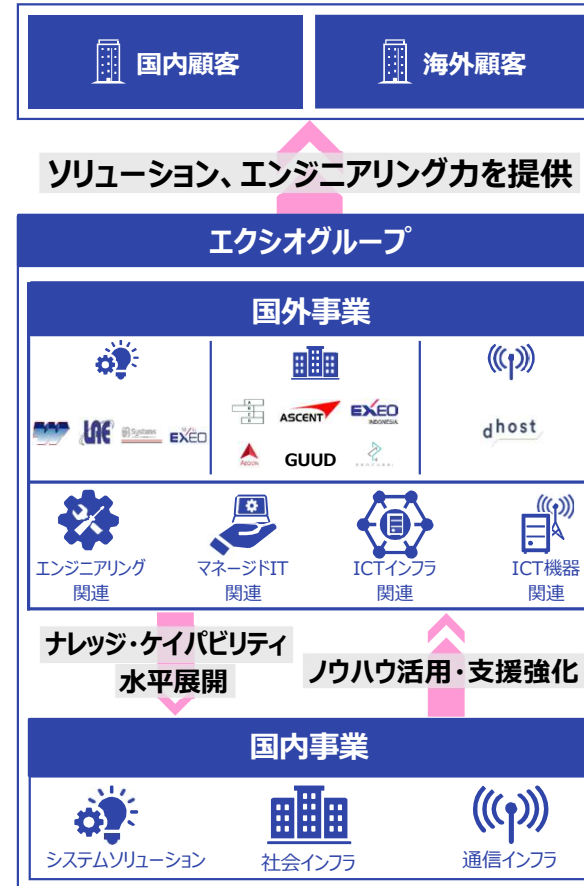 国内顧客
海外顧客
ソリューション、エンジニアリング力を提供
エクシオグループ
国外事業
LAE
Systems
EXEO
ASCENT
EXEO
INDONESIA
GUUD
dhost
エンジニアリング
関連
マネージドIT
関連
ICTインフラ
関連
ICT機器
関連
ナレッジ・ケイパビリティ
水平展開
ノウハウ活用・支援強化
国内事業
システムソリューション
社会インフラ
通信インフラ